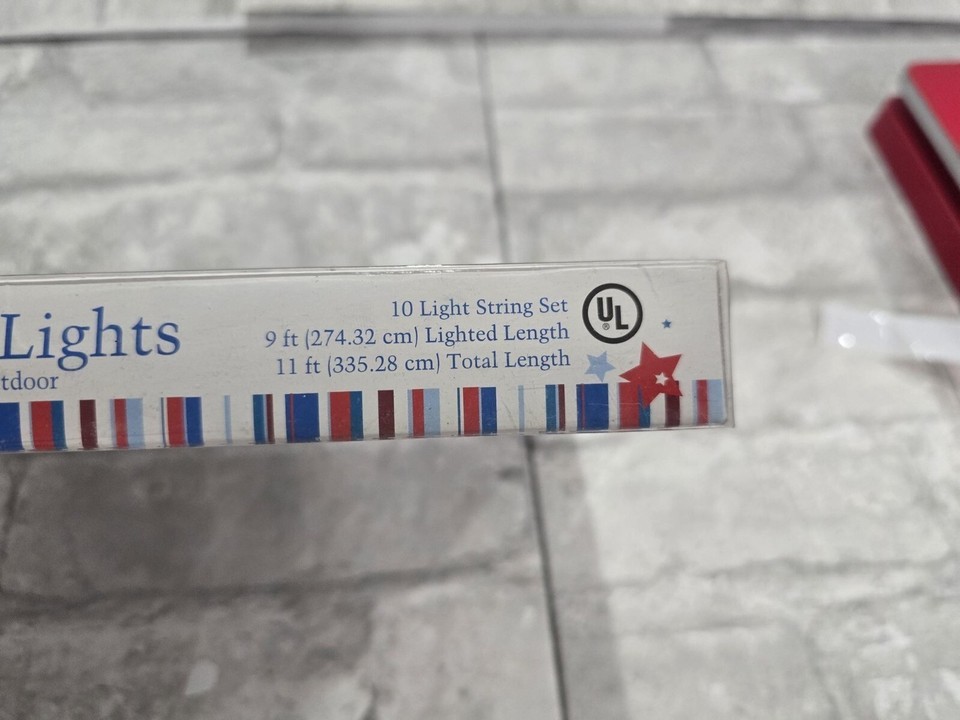 Lights
tdoor
10 Light String Set
9 ft (274.32 cm) Lighted Length
11 ft (335.28 cm) Total Length
UL
®